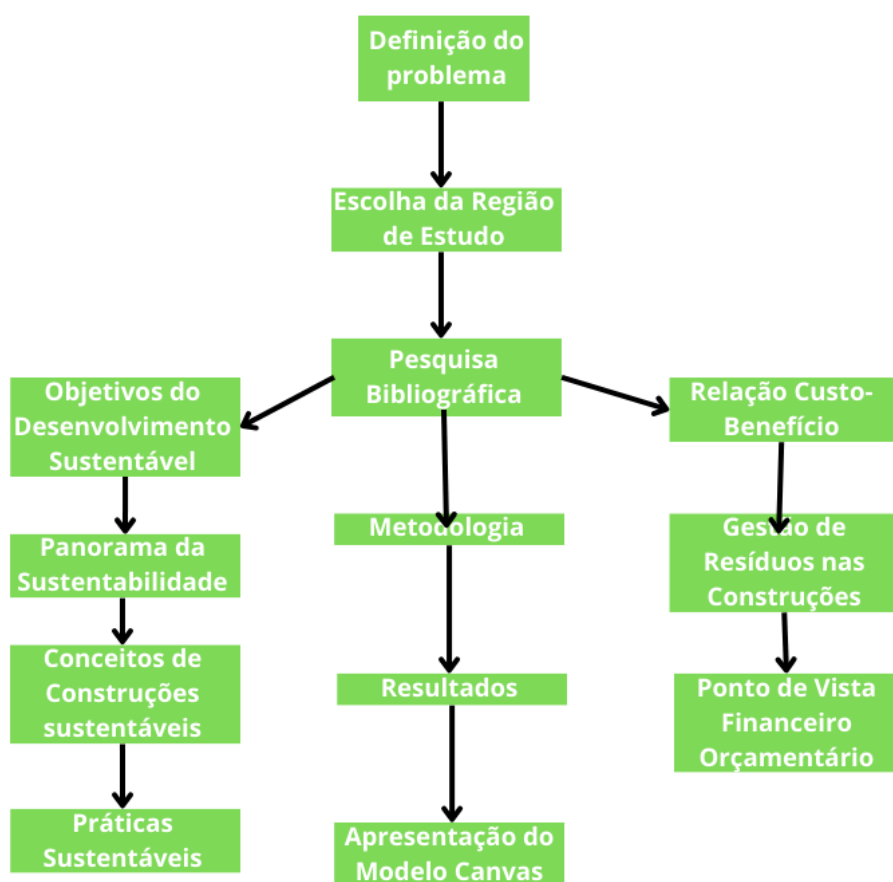 Definição do
problema
Escolha da Região
de Estudo
Pesquisa
Bibliográfica
Objetivos do
Desenvolvimento
Sustentável
Panorama da
Sustentabilidade
Conceitos de
Construções
sustentáveis
Práticas
Sustentáveis
Metodologia
Resultados
Apresentação do
Modelo Canvas
Relação Custo-
Benefício
Gestão de
Resíduos nas
Construções
Ponto de Vista
Financeiro
Orçamentário